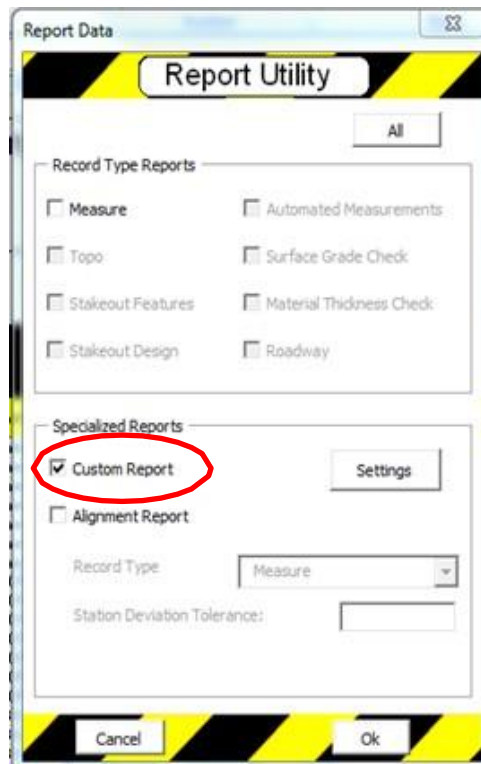 Report Data
Report Utility
All
Record Type Reports
Measure Automated Measurements
Topo Surface Grade Check
Stakeout Features Material Thickness Check
Stakeout Design Roadway
Specialized Reports
Custom Report Settings
Alignment Report
Record Type Measure
Station Deviation Tolerance:
Cancel Ok